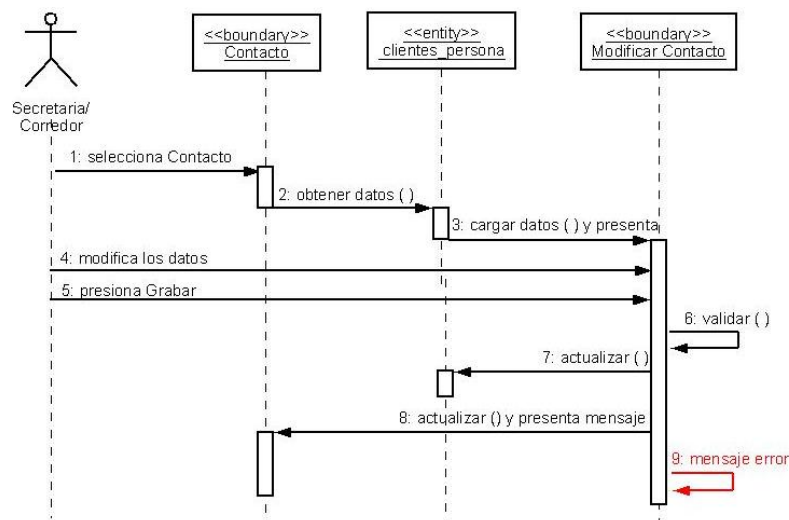 <<boundary>>
Contacto
<<entity>>
clientes_persona
<<boundary>>
Modificar Contacto
Secretaria/
Corredor
1: selecciona Contacto
2: obtener datos ( )
3: cargar datos ( ) y presenta
4: modifica los datos
5: presiona Grabar
6: validar ( )
7: actualizar ( )
8: actualizar () y presenta mensaje
9: mensaje error